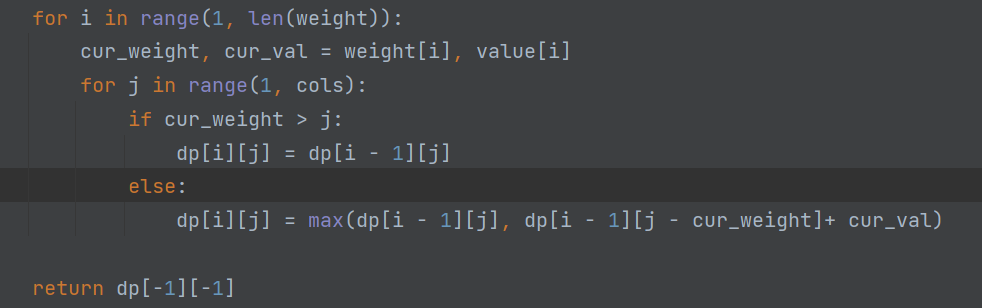 for i in range(1, len(weight)):
    cur_weight, cur_val = weight[i], value[i]
    for j in range(1, cols):
        if cur_weight > j:
            dp[i][j] = dp[i - 1][j]
        else:
            dp[i][j] = max(dp[i - 1][j], dp[i - 1][j - cur_weight]+ cur_val)
return dp[-1][-1]